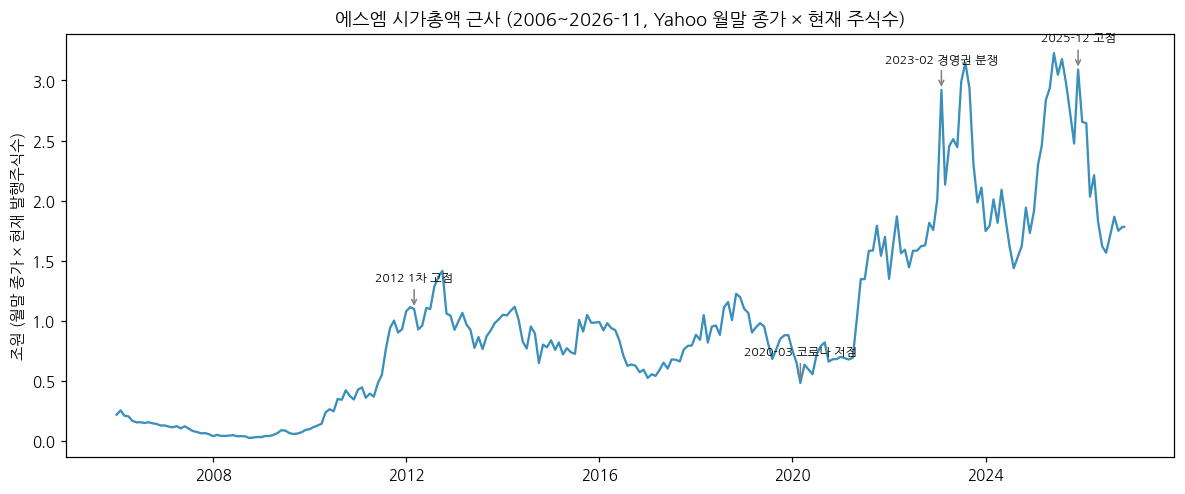 에스엠 시가총액 근사 (2006~2026-11, Yahoo 월말 종가 × 현재 주식수)
조원 (월말 종가 × 현재 발행주식수)
3.0
2.5
2.0
1.5
1.0
0.5
0.0
2025-12 고점
2023-02 경영권 분쟁
2012 1차 고점
2020-03 코로나 저점
2008
2012
2016
2020
2024